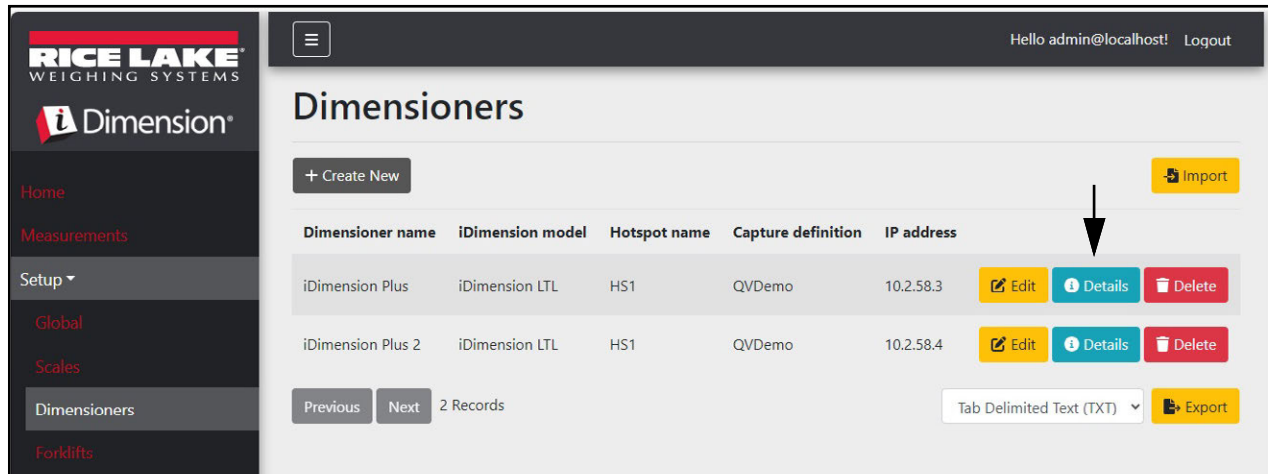 RICE LAKE®
WEIGHING SYSTEMS
i Dimension®
Home
Measurements
Setup
Global
Scales
Dimensioners
Forklifts
Hello admin@localhost! Logout
Dimensioners
+ Create New
Import
Dimensioner name iDimension model Hotspot name Capture definition IP address
iDimension Plus iDimension LTL HS1 QVDemo 10.2.58.3 Edit Details Delete
iDimension Plus 2 iDimension LTL HS1 QVDemo 10.2.58.4 Edit Details Delete
Previous Next 2 Records Tab Delimited Text (TXT) Export